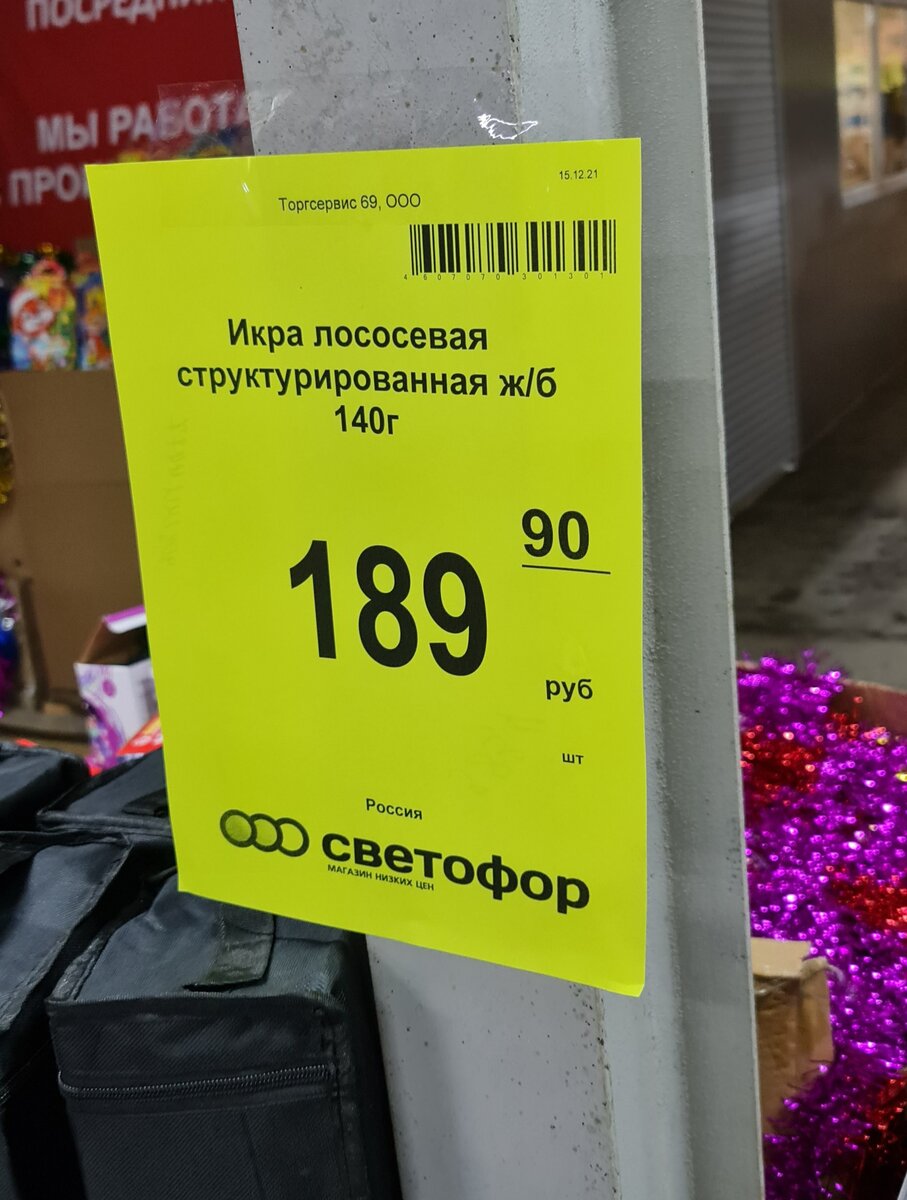 МЫ
15.12.21
Торгсервис 69, ООО
Икра лососевая
структурированная ж/б
140г
189
90
руб
шт
Россия
светофор
МАГАЗИН НИЗКИХ ЦЕН